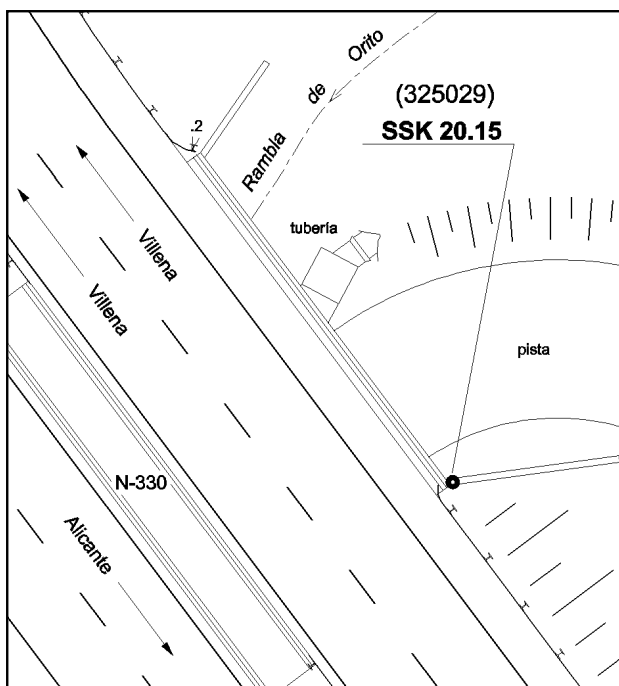 Rambla de Orito
(325029)
SSK 20.15
.2
tubería
Villena
Villena
pista
N-330
Alicante